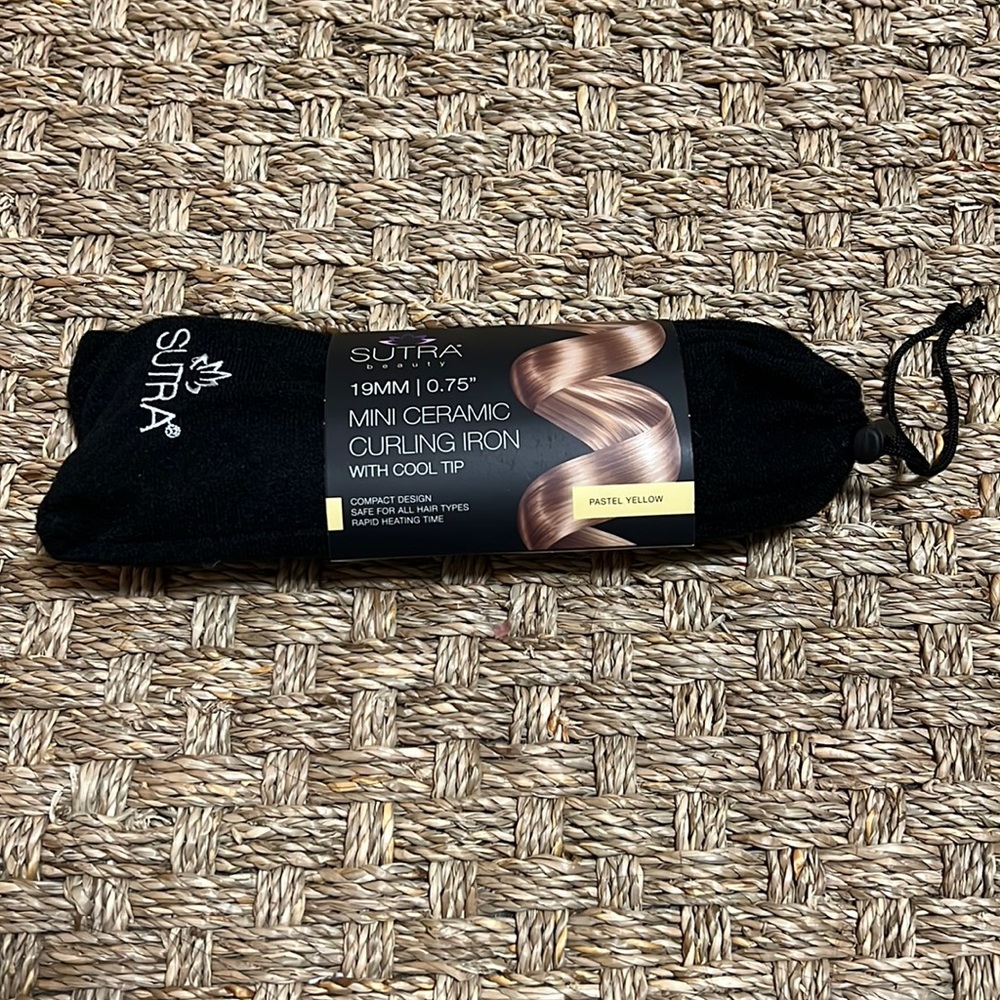 SUTRA®
SUTRA™
beauty
19MM | 0.75”
MINI CERAMIC
CURLING IRON
WITH COOL TIP
COMPACT DESIGN
SAFE FOR ALL HAIR TYPES
RAPID HEATING TIME
PASTEL YELLOW